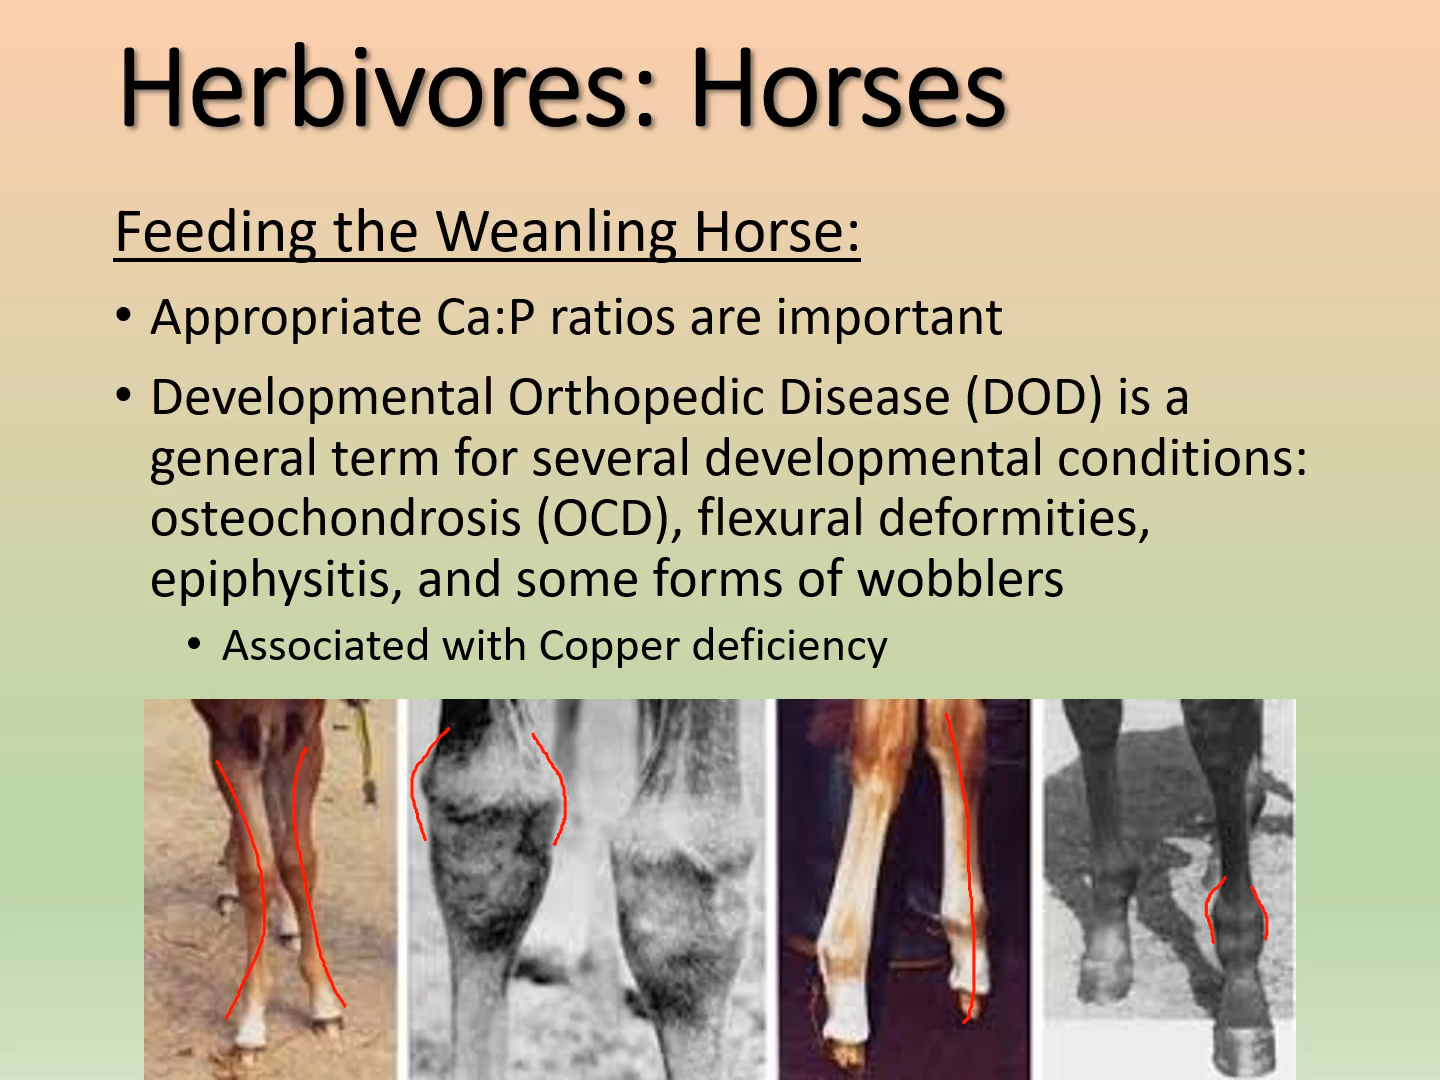 Herbivores: Horses
Feeding the Weanling Horse:
• Appropriate Ca:P ratios are important
• Developmental Orthopedic Disease (DOD) is a
general term for several developmental conditions:
osteochondrosis (OCD), flexural deformities,
epiphysitis, and some forms of wobblers
• Associated with Copper deficiency